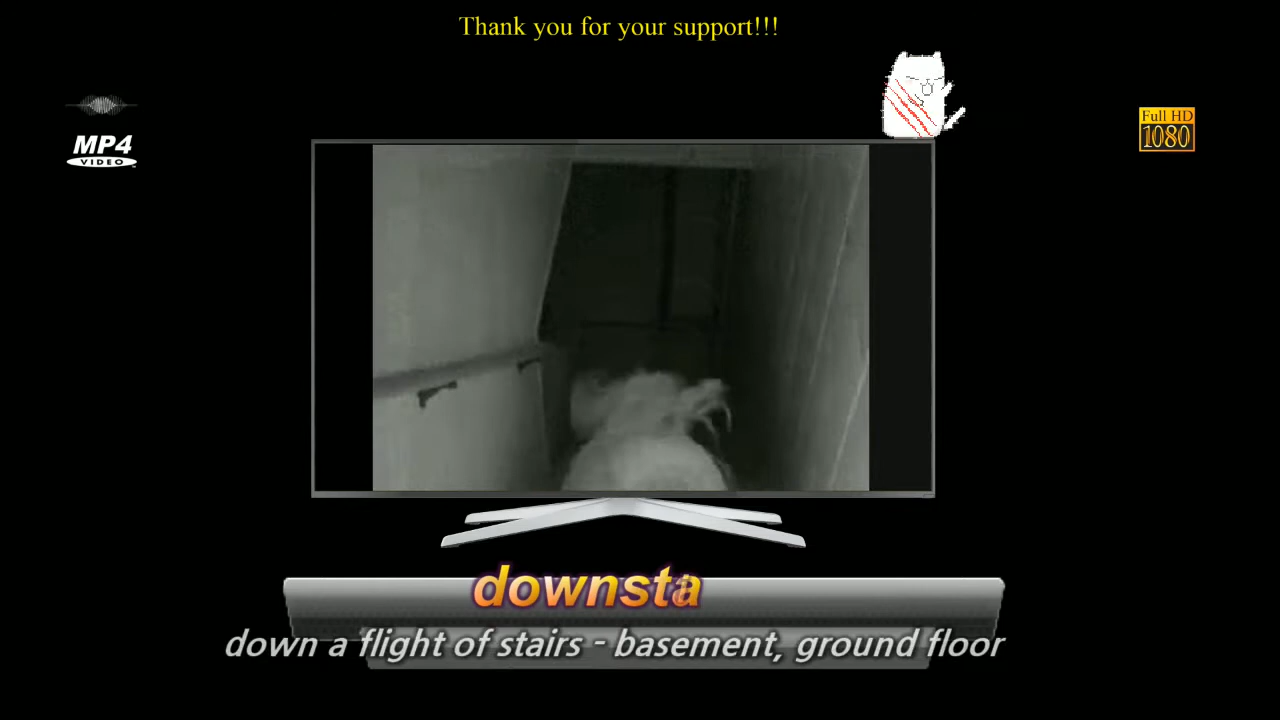 Thank you for your support!!!
MP4
VIDEO
Full HD
1080
downsta
down a flight of stairs - basement, ground floor